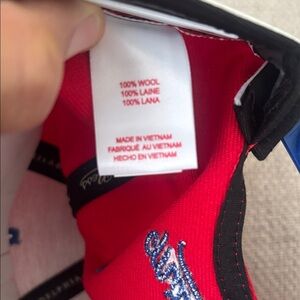 100% WOOL
100% LAINE
100% LANA
MADE IN VIETNAM
FABRIQUÉ AU VIETNAM
HECHO EN VIETNAM